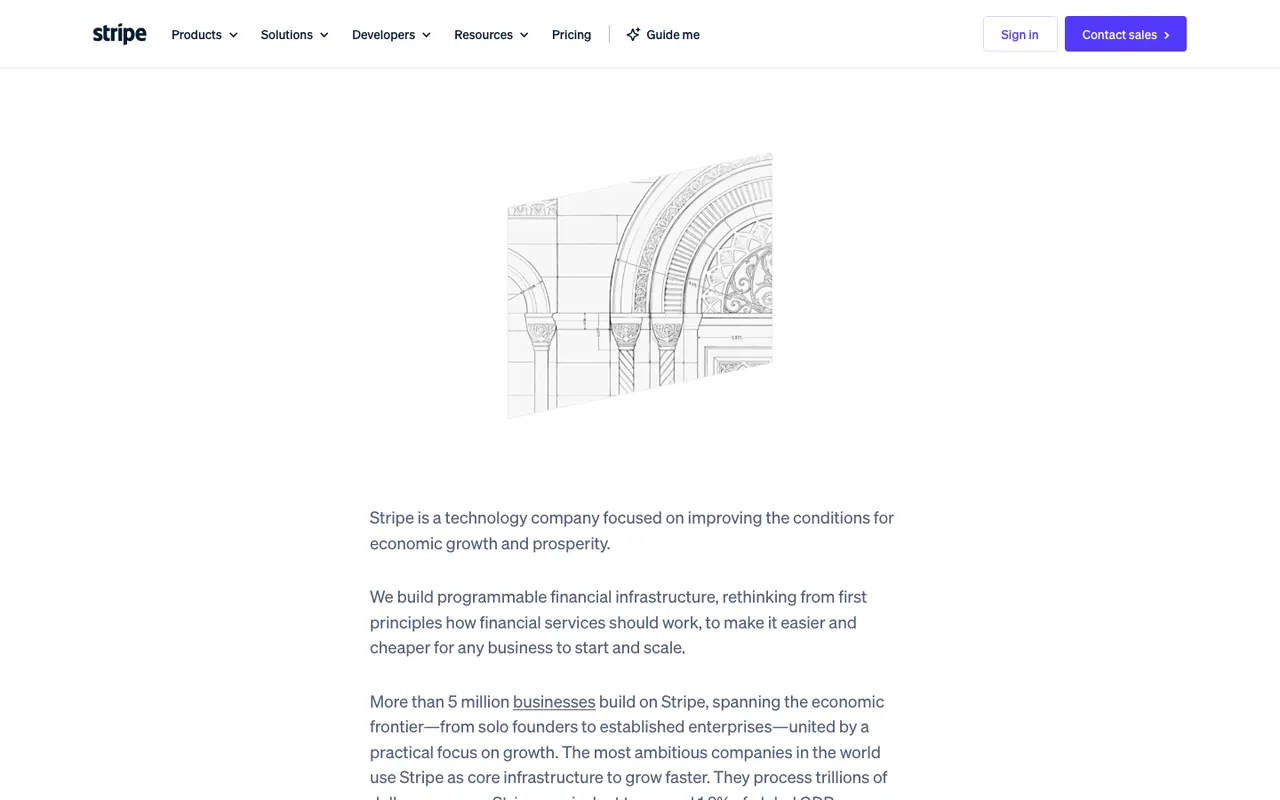 stripe
Products
Solutions
Developers
Resources
Pricing
Guide me
Sign in
Contact sales
Stripe is a technology company focused on improving the conditions for
economic growth and prosperity.
We build programmable financial infrastructure, rethinking from first
principles how financial services should work, to make it easier and
cheaper for any business to start and scale.
More than 5 million businesses build on Stripe, spanning the economic
frontier—from solo founders to established enterprises—united by a
practical focus on growth. The most ambitious companies in the world
use Stripe as core infrastructure to grow faster. They process trillions of